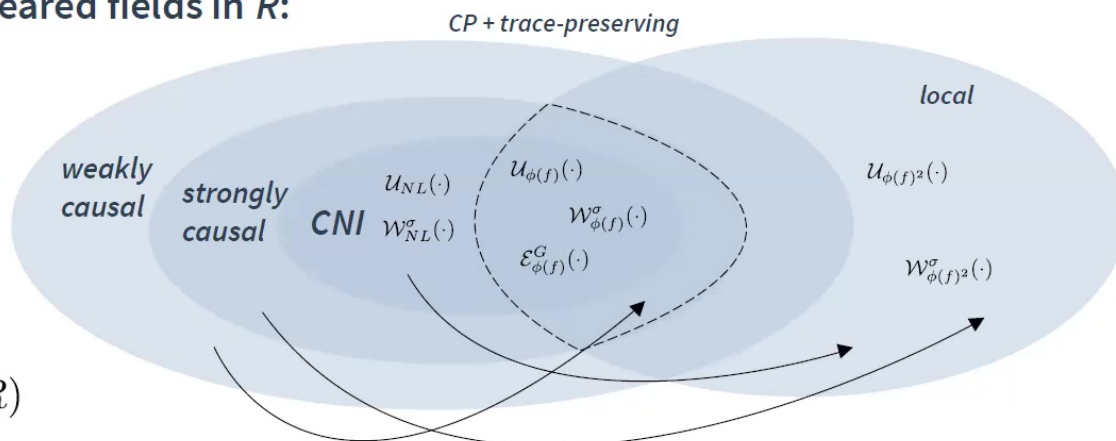 eared fields in R:
CP + trace-preserving
local
weakly
causal
strongly
causal
CNI
𝒰_{NL}(·)
𝒲^σ_{NL}(·)
𝒰_{ϕ(f)}(·)
𝒲^σ_{ϕ(f)}(·)
ℰ^G_{ϕ(f)}(·)
𝒰_{ϕ(f)²}(·)
𝒲^σ_{ϕ(f)²}(·)